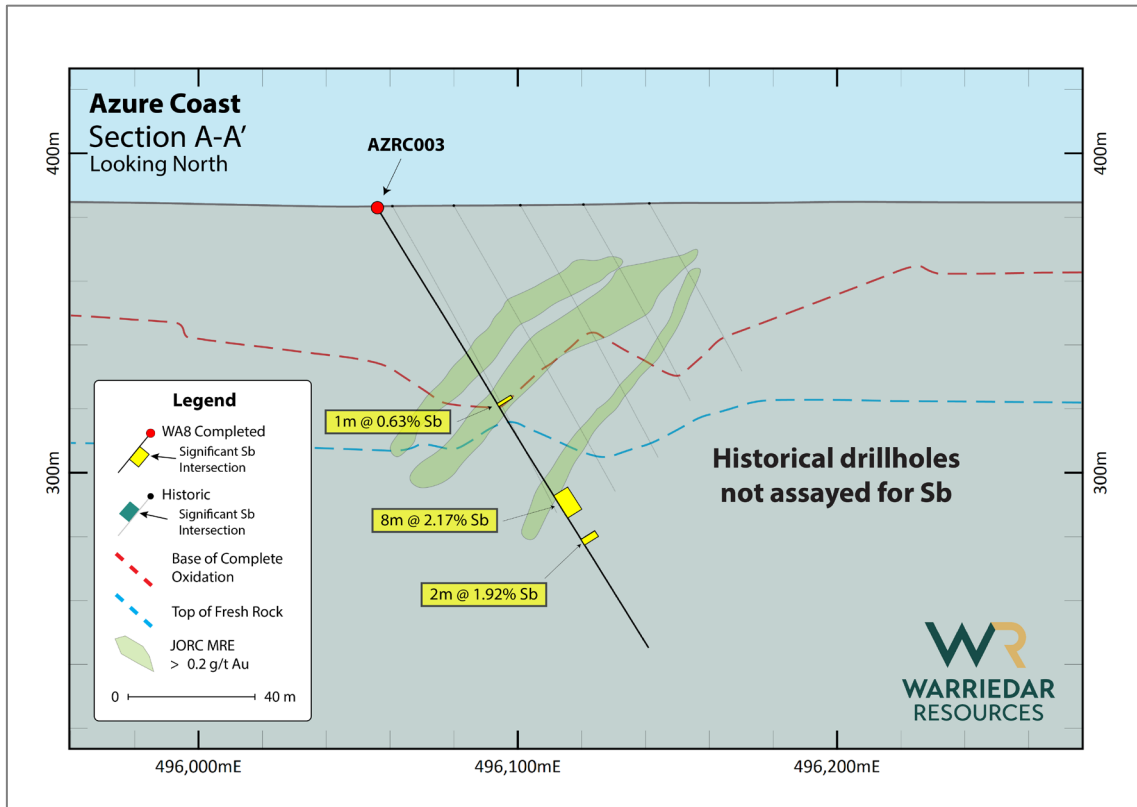 Azure Coast
Section A-A’
Looking North
AZRC003
400m
400m
300m
300m
1m @ 0.63% Sb
8m @ 2.17% Sb
2m @ 1.92% Sb
Historical drillholes
not assayed for Sb
Legend
WA8 Completed
Significant Sb
Intersection
Historic
Significant Sb
Intersection
Base of Complete
Oxidation
Top of Fresh Rock
JORC MRE
> 0.2 g/t Au
0 40 m
WR
WARRIEDAR
RESOURCES
496,000mE
496,100mE
496,200mE